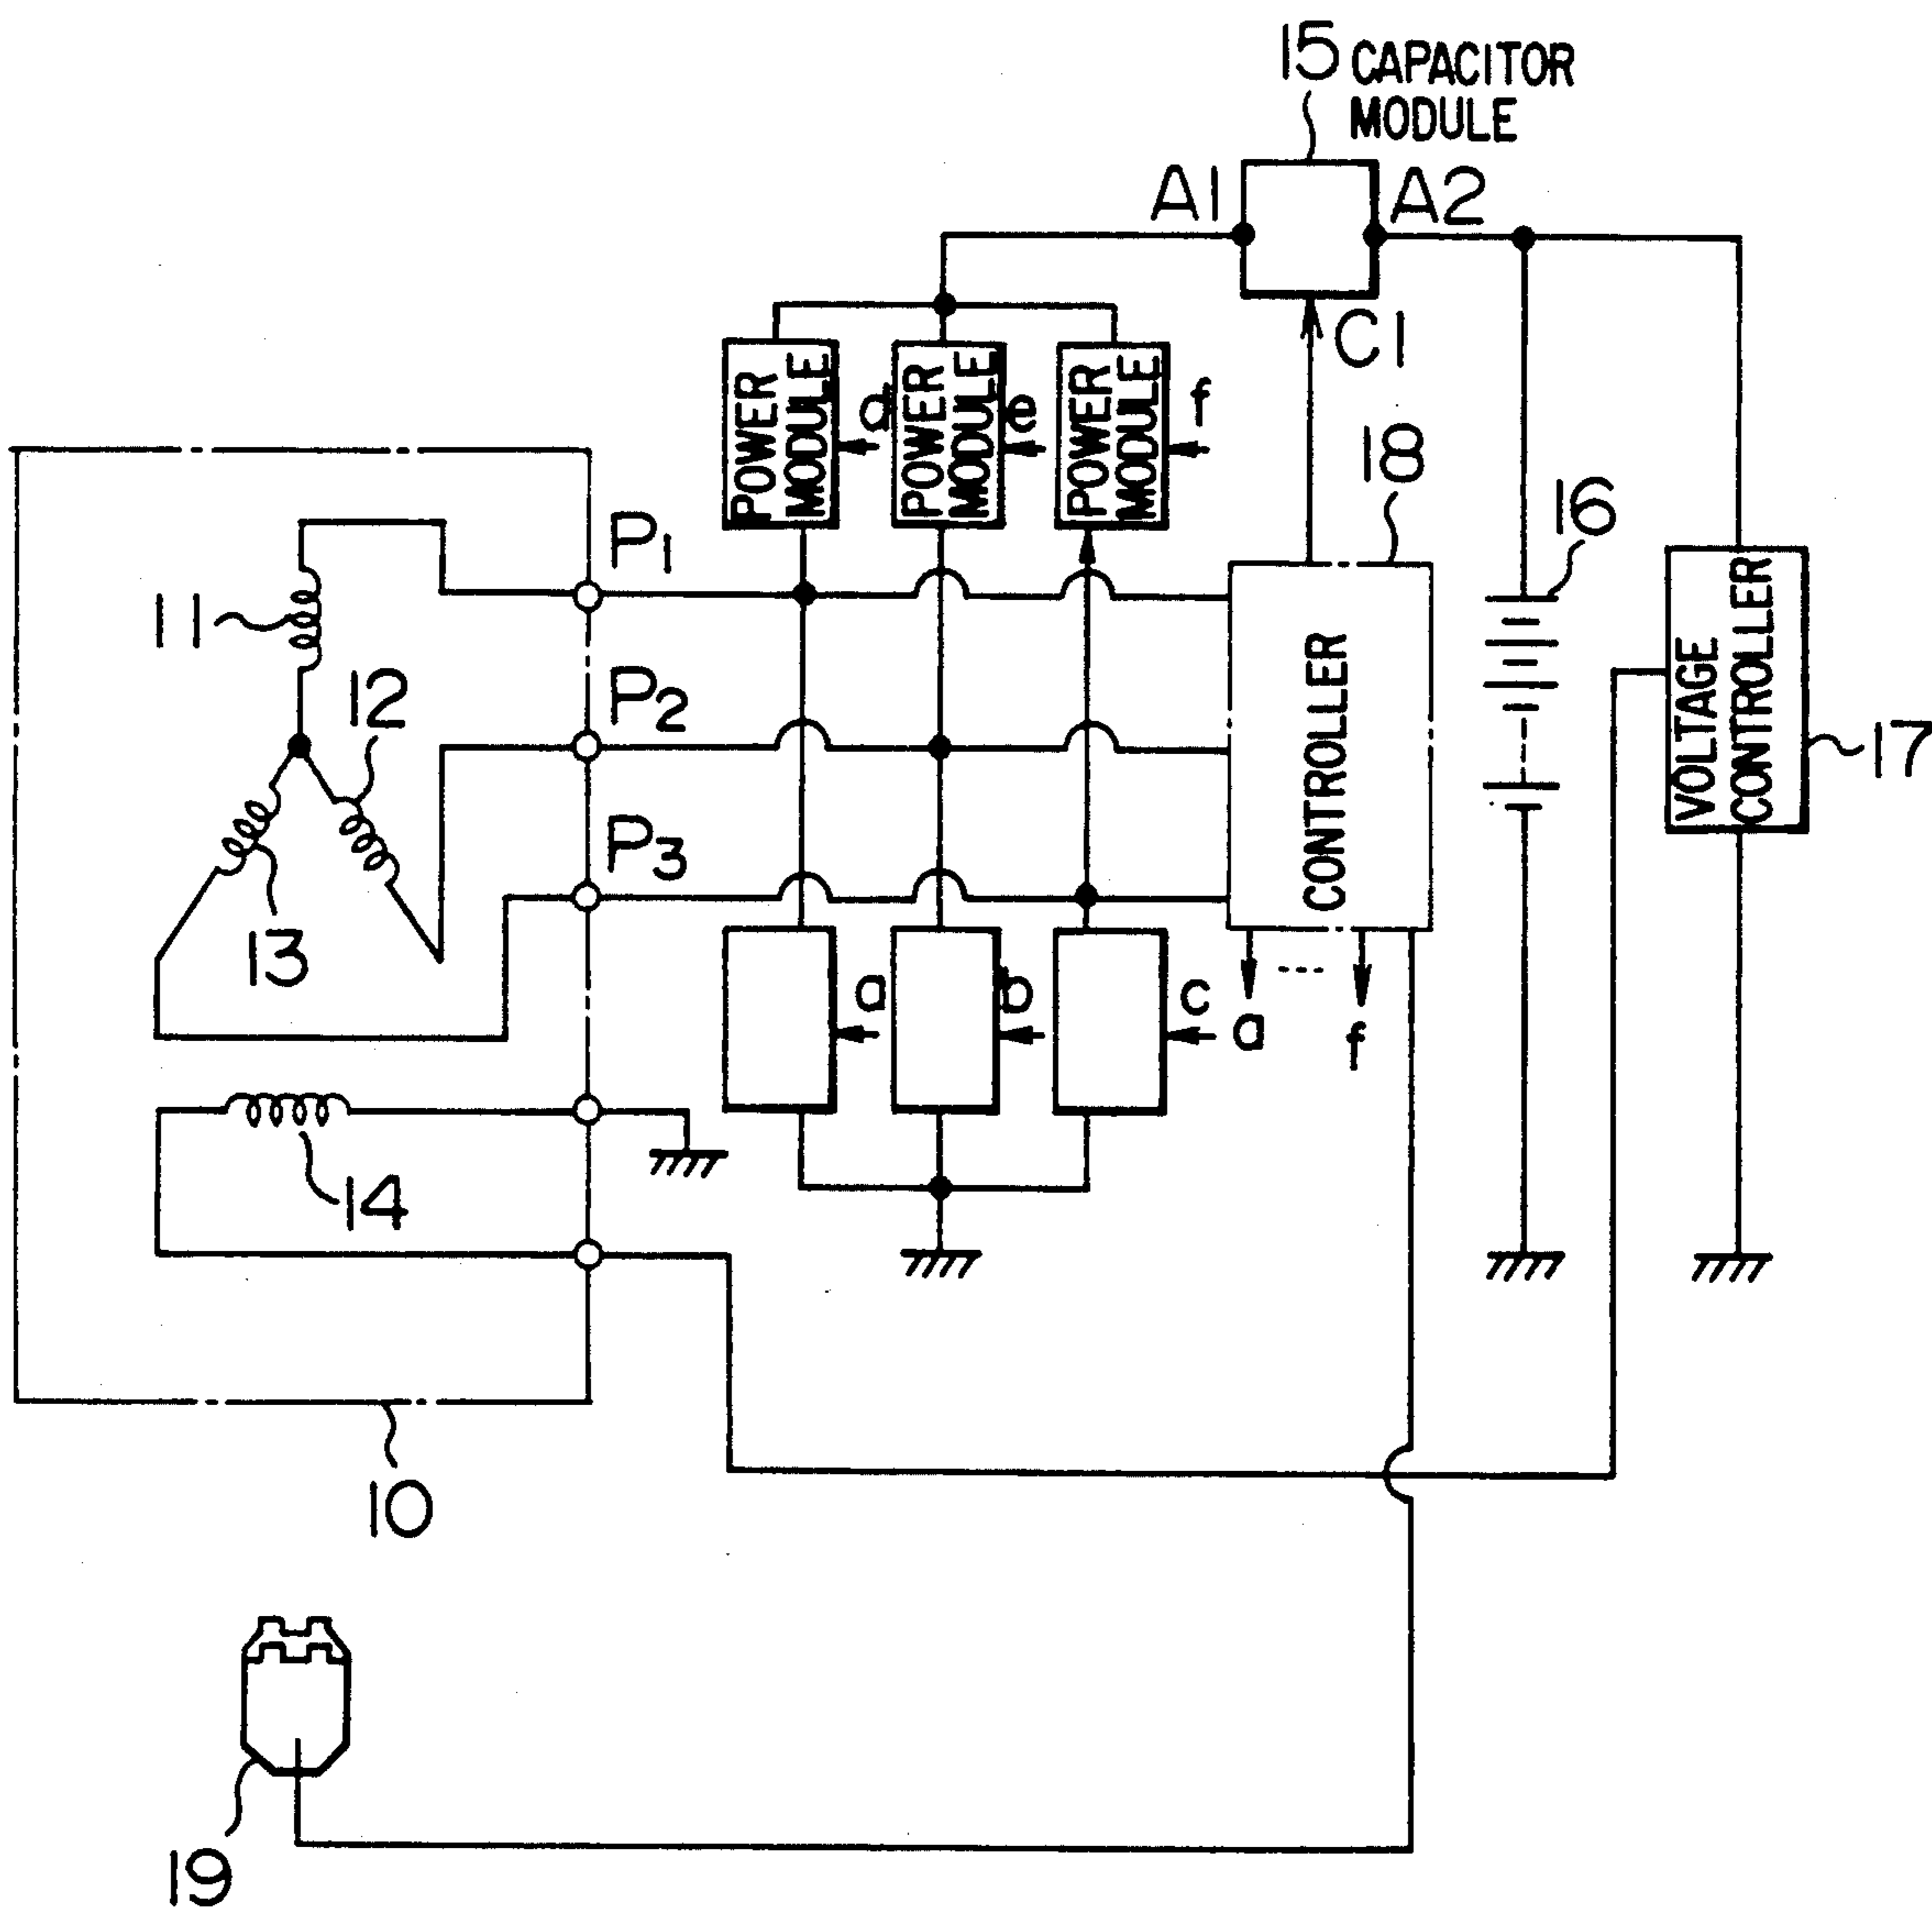 15 CAPACITOR
MODULE
A1
A2
C1
POWER
MODULE
d
POWER
MODULE
e
POWER
MODULE
f
18
16
P1
P2
P3
11
12
13
14
CONTROLLER
VOLTAGE
CONTROLLER
17
a
b
c
a
f
10
19